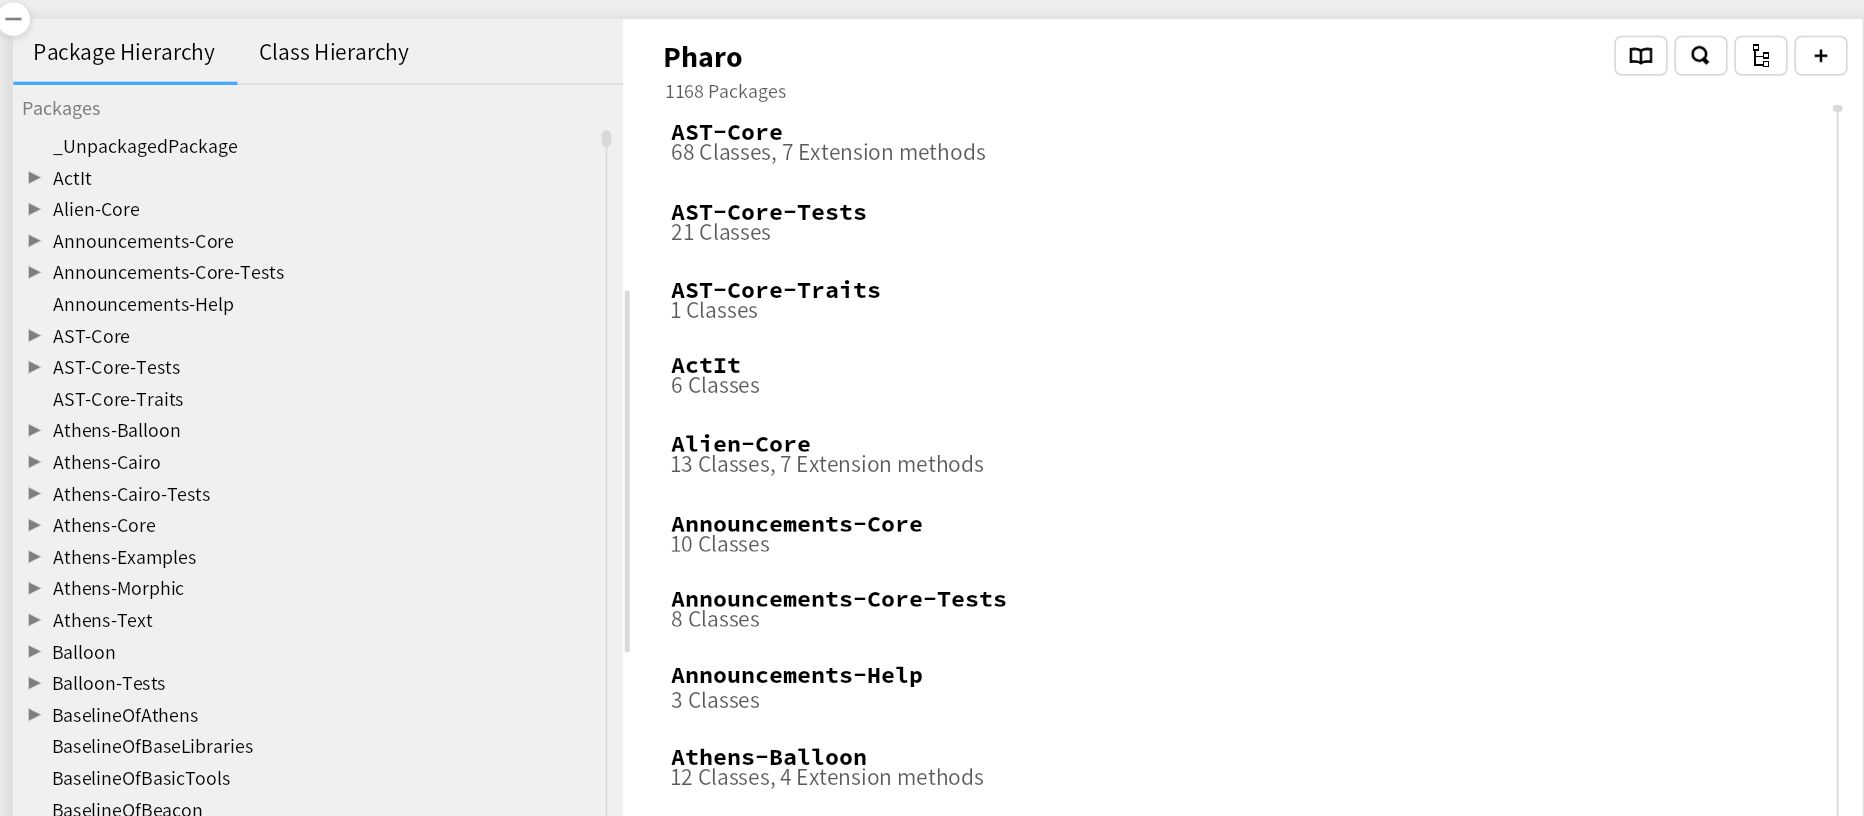 Package Hierarchy
Class Hierarchy
Packages
_UnpackagedPackage
ActIt
Alien-Core
Announcements-Core
Announcements-Core-Tests
Announcements-Help
AST-Core
AST-Core-Tests
AST-Core-Traits
Athens-Balloon
Athens-Cairo
Athens-Cairo-Tests
Athens-Core
Athens-Examples
Athens-Morphic
Athens-Text
Balloon
Balloon-Tests
BaselineOfAthens
BaselineOfBaseLibraries
BaselineOfBasicTools
BaselineOfBeacon
Pharo
1168 Packages
AST-Core
68 Classes, 7 Extension methods
AST-Core-Tests
21 Classes
AST-Core-Traits
1 Classes
ActIt
6 Classes
Alien-Core
13 Classes, 7 Extension methods
Announcements-Core
10 Classes
Announcements-Core-Tests
8 Classes
Announcements-Help
3 Classes
Athens-Balloon
12 Classes, 4 Extension methods